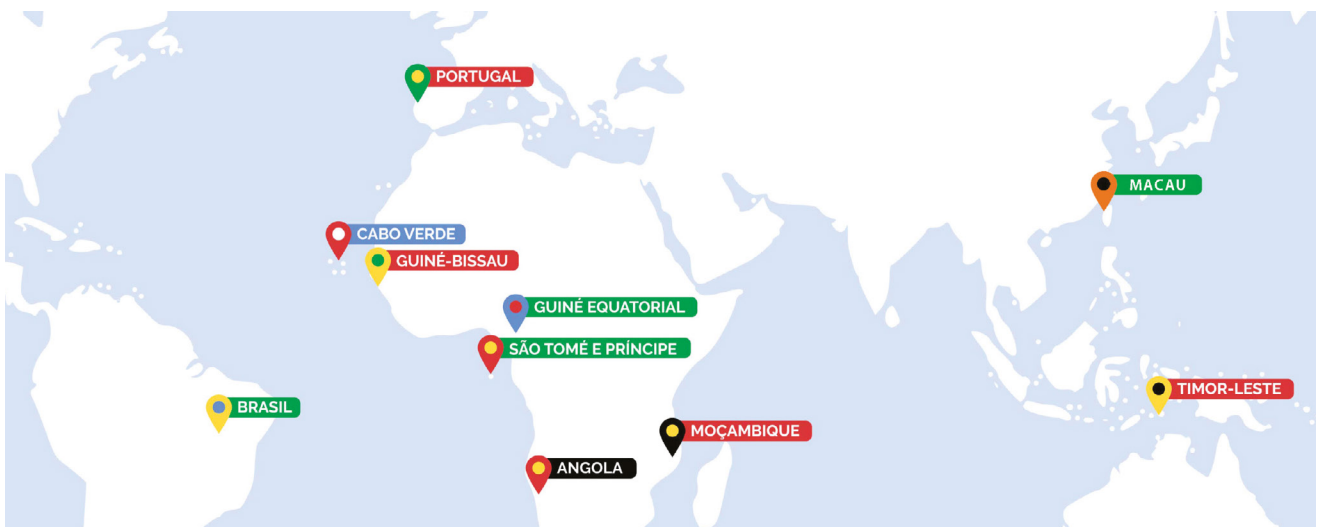 PORTUGAL
MACAU
CABO VERDE
GUINÉ-BISSAU
GUINÉ EQUATORIAL
SÃO TOMÉ E PRÍNCIPE
TIMOR-LESTE
BRASIL
MOÇAMBIQUE
ANGOLA